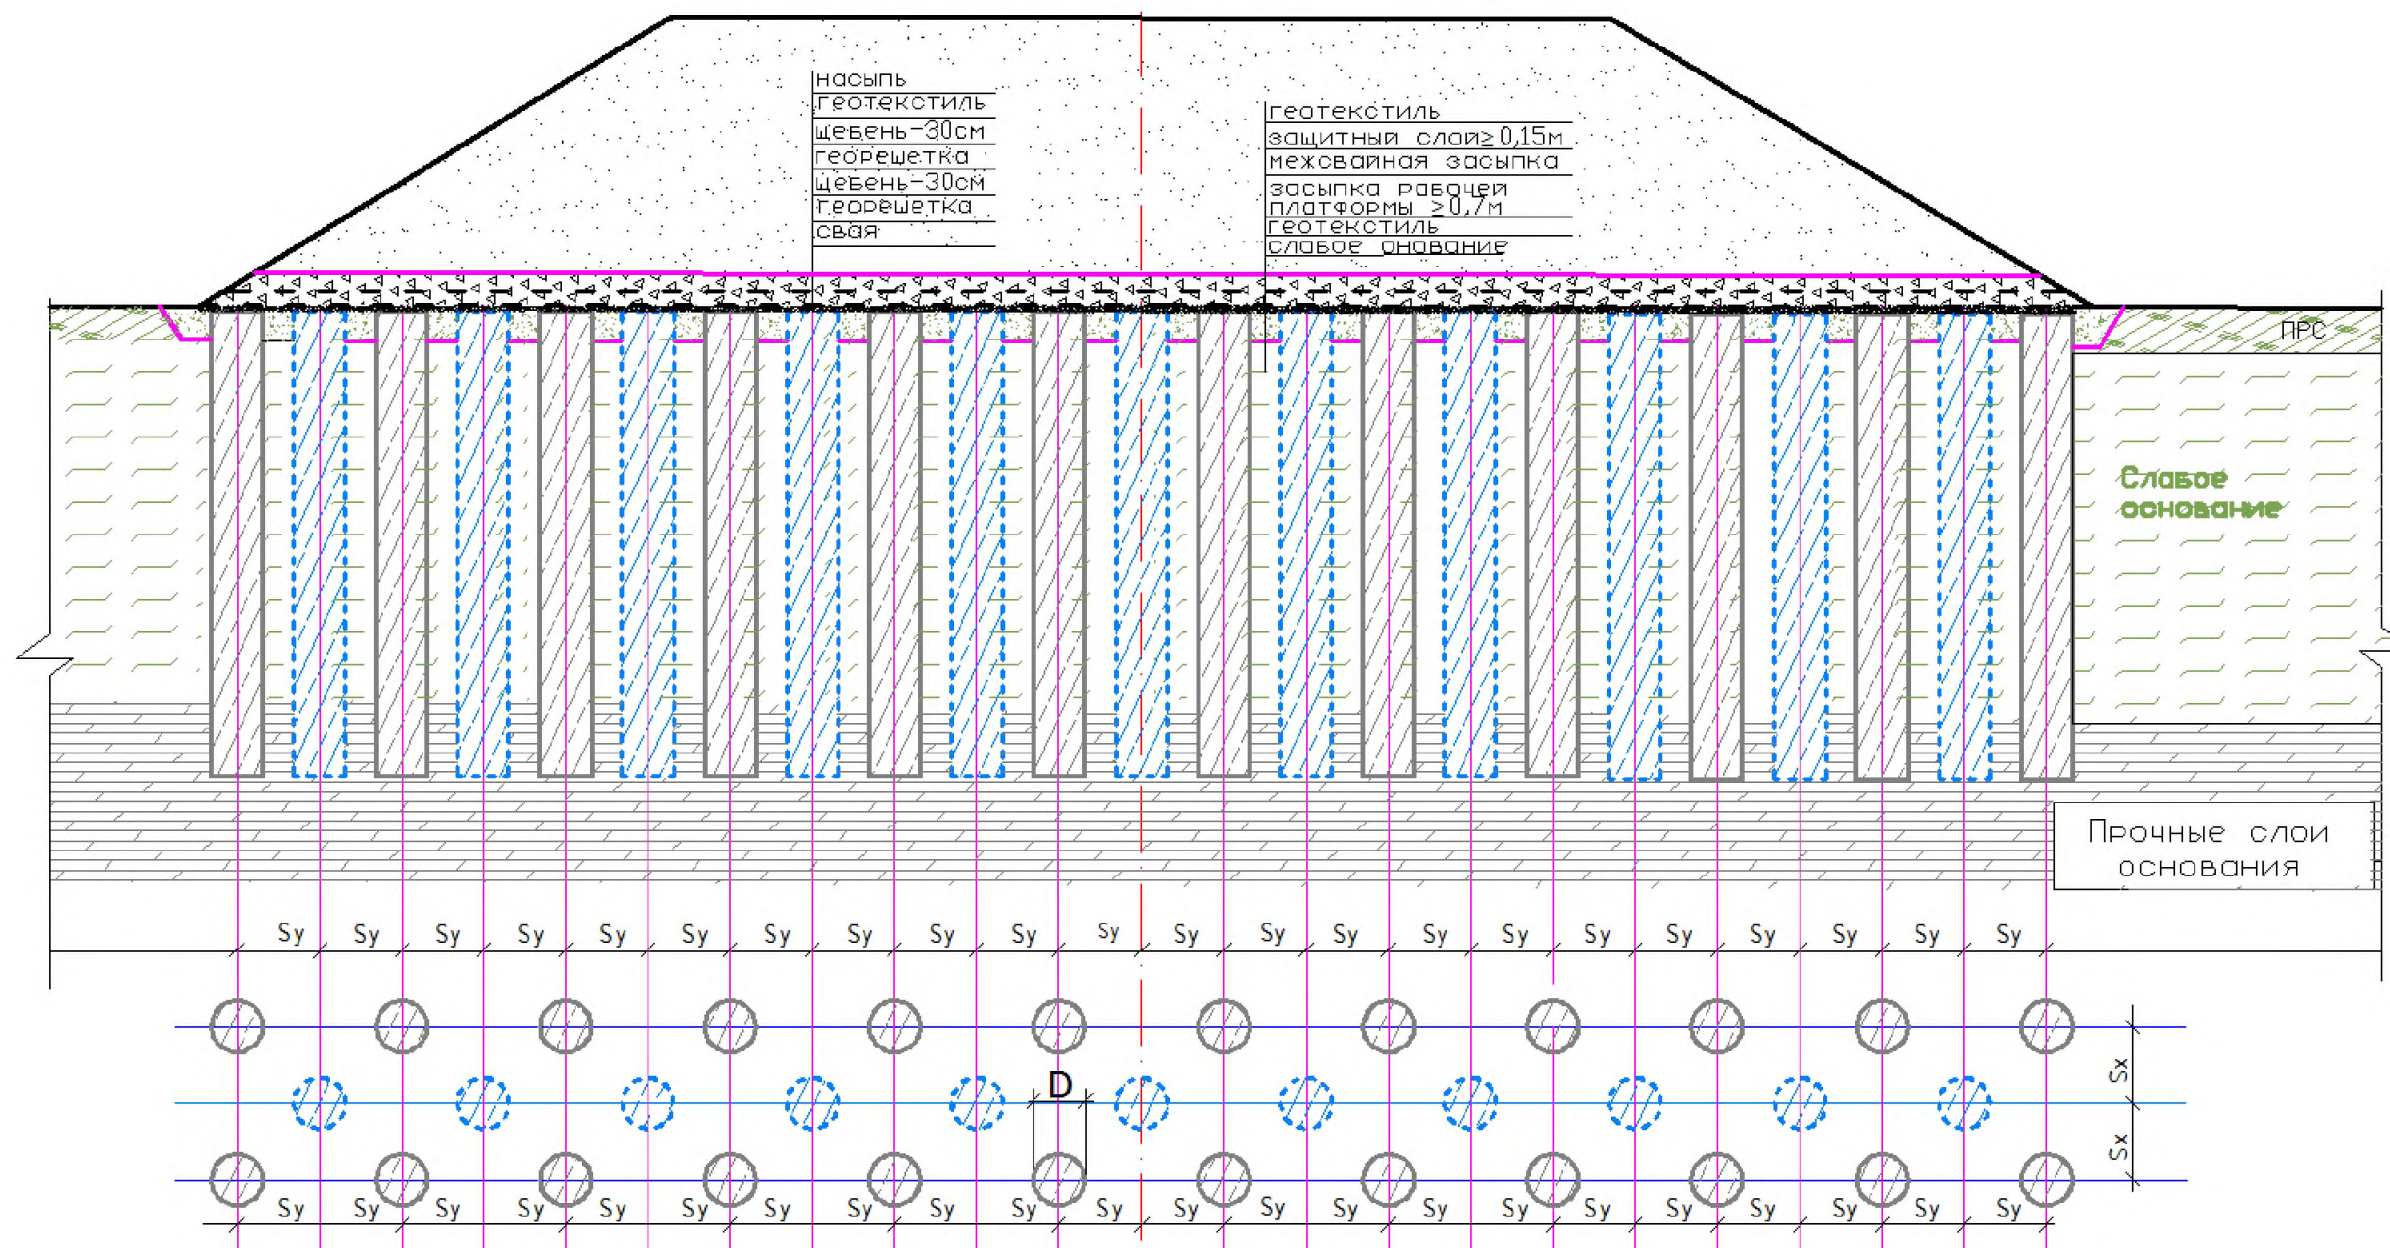 насыпь
геотекстиль
щебень-30см
георешетка
щебень-30см
георешетка
свая
геотекстиль
защитный слой≥0,15м
межсвайная засыпка
засыпка рабочей
платформы ≥0,7м
геотекстиль
слабое онование
ПРС
Слабое
основание
Прочные слои
основания
Sy Sy Sy Sy Sy Sy Sy Sy Sy Sy Sy Sy Sy Sy Sy Sy Sy Sy Sy Sy Sy Sy
Sx
D
Sx
Sy Sy Sy Sy Sy Sy Sy Sy Sy Sy Sy Sy Sy Sy Sy Sy Sy Sy Sy Sy Sy Sy